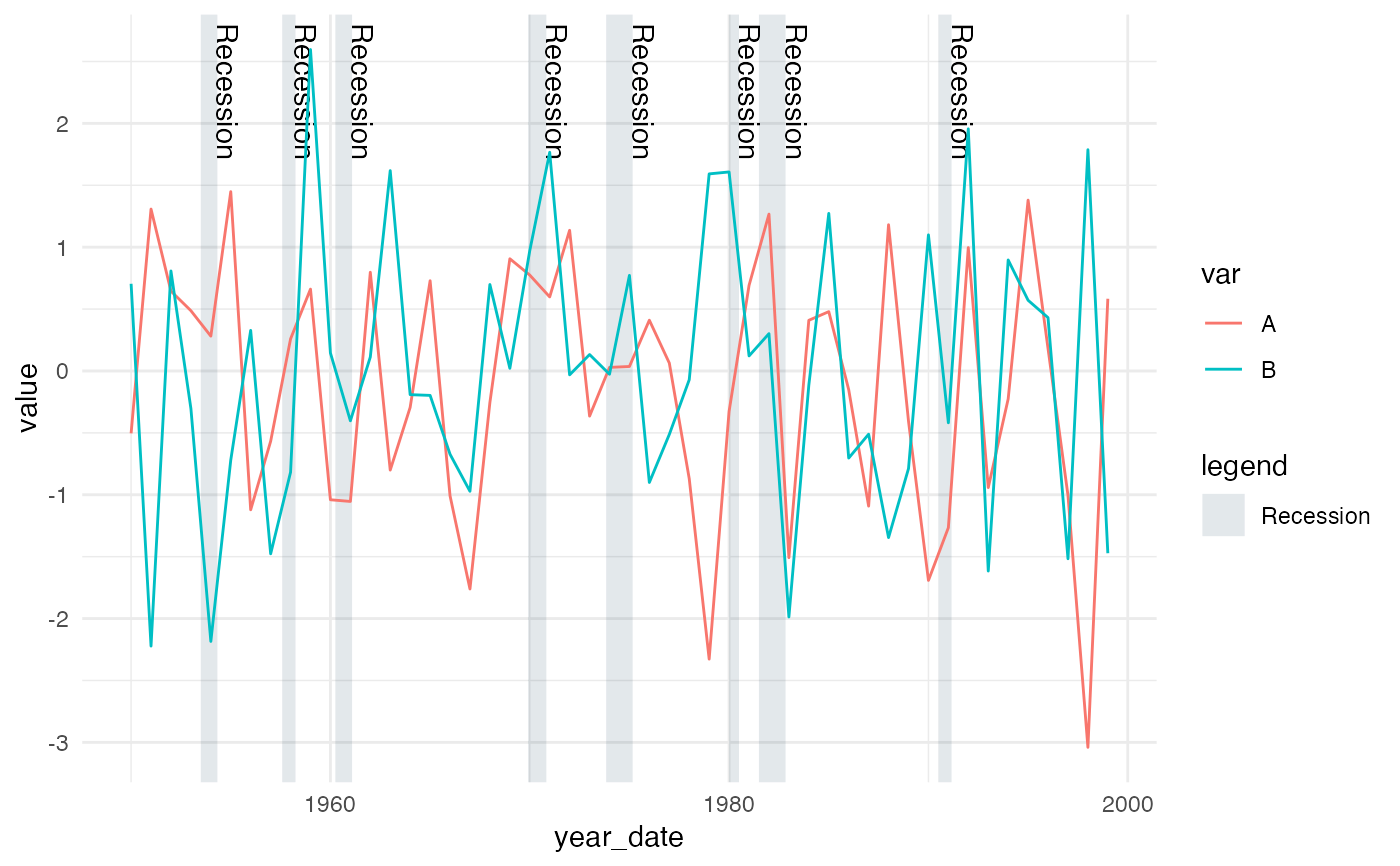 Recession
Recession
Recession
Recession
Recession
Recession
Recession
Recession
value
2
1
0
-1
-2
-3
1960
1980
2000
year_date
var
A
B
legend
Recession